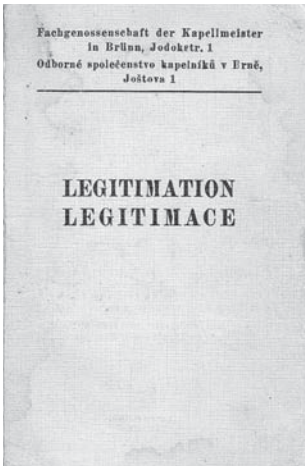 Fachgenossenschaft der Kapellmeister
in Brünn, Jodokstr. 1
Odborné společenstvo kapelníků v Brně,
Joštova 1
LEGITIMATION
LEGITIMACE